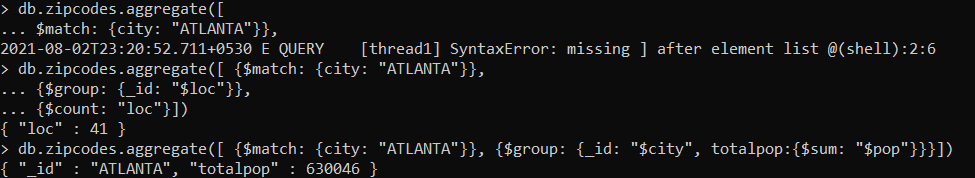 > db.zipcodes.aggregate([
... $match: {city: "ATLANTA"}},
2021-08-02T23:20:52.711+0530 E QUERY    [thread1] SyntaxError: missing ] after element list @(shell):2:6
> db.zipcodes.aggregate([ {$match: {city: "ATLANTA"}},
... {$group: {_id: "$loc"}},
... {$count: "loc"}])
{ "loc" : 41 }
> db.zipcodes.aggregate([ {$match: {city: "ATLANTA"}}, {$group: {_id: "$city", totalpop:{$sum: "$pop"}}}])
{ "_id" : "ATLANTA", "totalpop" : 630046 }